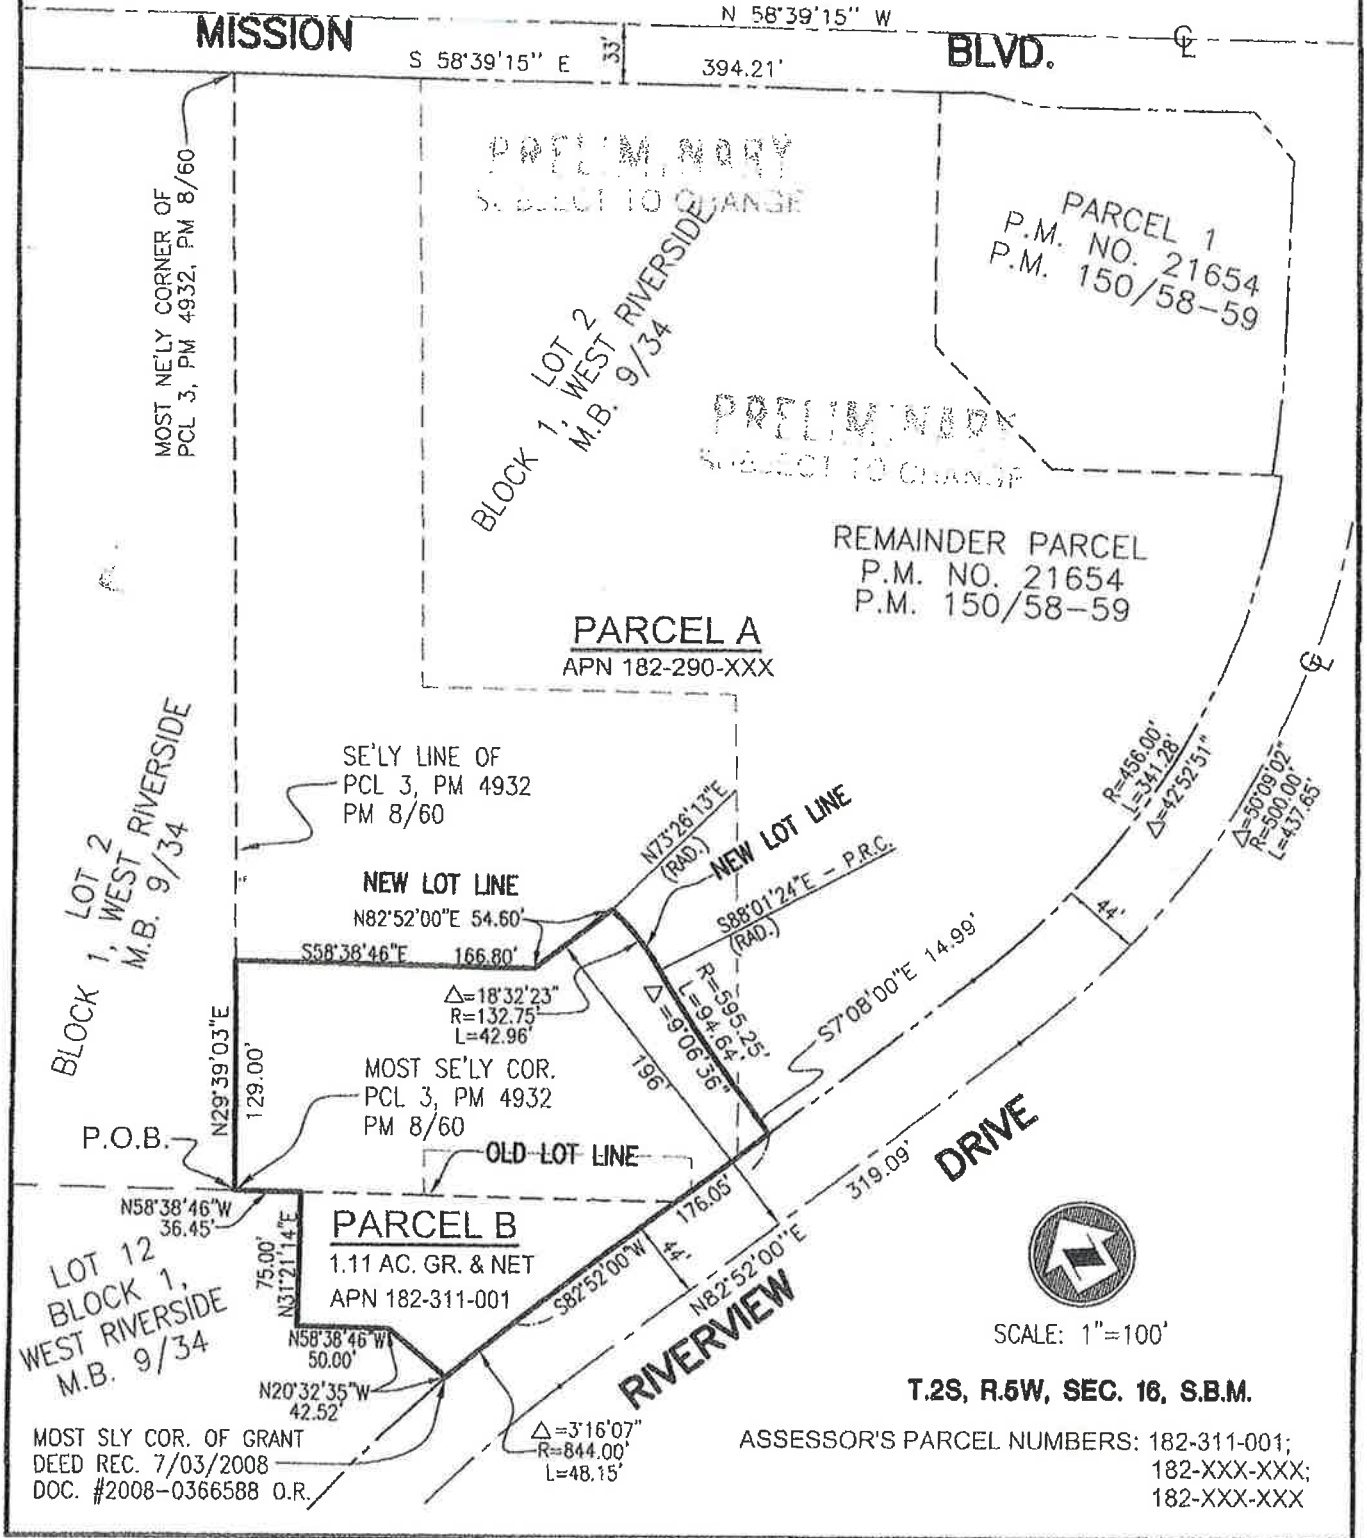 N 58°39'15" W
MISSION
BLVD.
℄
S 58°39'15" E
33'
394.21'
MOST NE'LY CORNER OF
PCL 3, PM 4932, PM 8/60
PRELIMINARY
SUBJECT TO CHANGE
PARCEL 1
P.M. NO. 21654
P.M. 150/58-59
LOT 2
BLOCK 1, WEST RIVERSIDE
M.B. 9/34
PRELIMINARY
SUBJECT TO CHANGE
REMAINDER PARCEL
P.M. NO. 21654
P.M. 150/58-59
PARCEL A
APN 182-290-XXX
℄
LOT 2
BLOCK 1, WEST RIVERSIDE
M.B. 9/34
SE'LY LINE OF
PCL 3, PM 4932
PM 8/60
R=456.00'
L=341.28'
Δ=42°52'51"
Δ=50°09'02"
R=500.00'
L=437.65'
N73°26'13"E
(RAD.)
NEW LOT LINE
NEW LOT LINE
N82°52'00"E 54.60'
S88°01'24"E - P.R.C.
(RAD.)
44'
S58°38'46"E 166.80'
Δ=18°32'23"
R=132.75'
L=42.96'
R=595.25'
L=94.64'
Δ=9°06'36"
S7°08'00"E 14.99'
196'
N29°39'03"E
129.00'
MOST SE'LY COR.
PCL 3, PM 4932
PM 8/60
P.O.B.
OLD LOT LINE
N58°38'46"W
36.45'
75.00'
N31°21'14"E
PARCEL B
1.11 AC. GR. & NET
APN 182-311-001
176.05'
S82°52'00"W
44'
319.09'
N82°52'00"E
RIVERVIEW
DRIVE
LOT 12
BLOCK 1,
WEST RIVERSIDE
M.B. 9/34
N58°38'46"W
50.00'
N20°32'35"W
42.52'
SCALE: 1"=100'
T.2S, R.5W, SEC. 16, S.B.M.
MOST SLY COR. OF GRANT
DEED REC. 7/03/2008
DOC. #2008-0366588 O.R.
Δ=3°16'07"
R=844.00'
L=48.15'
ASSESSOR'S PARCEL NUMBERS: 182-311-001;
182-XXX-XXX;
182-XXX-XXX